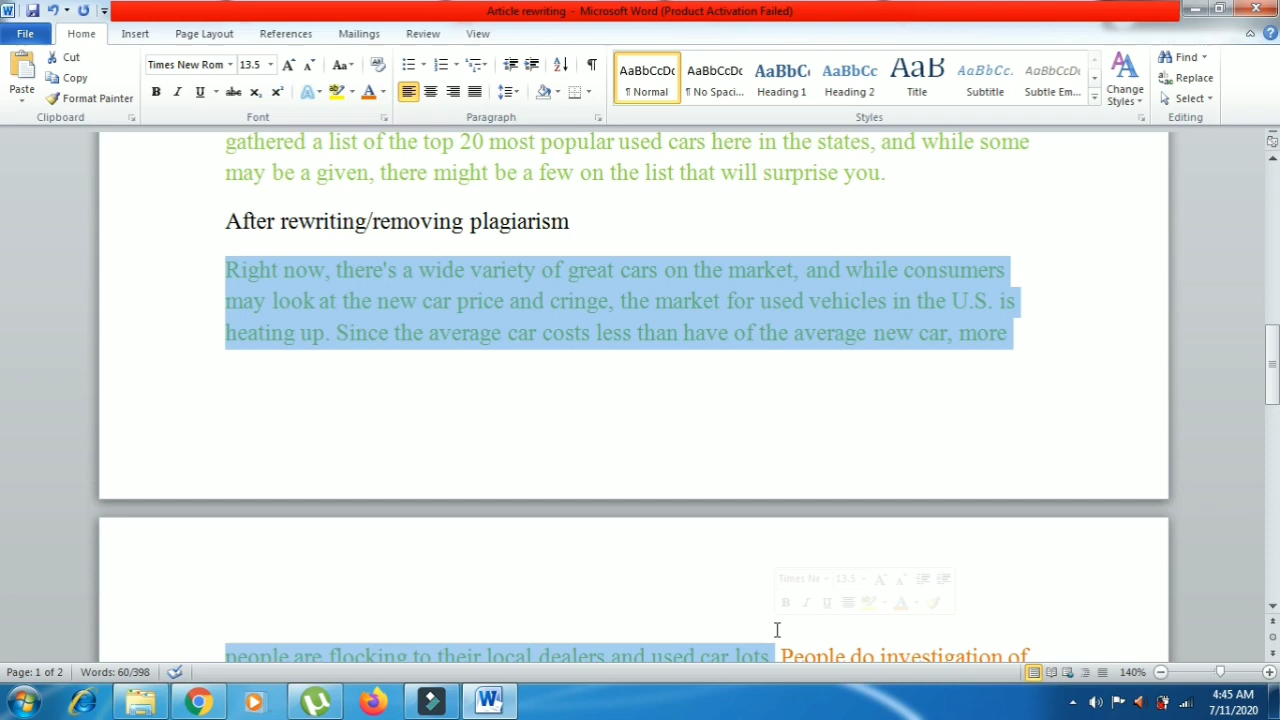 Article rewriting - Microsoft Word (Product Activation Failed)
File Home Insert Page Layout References Mailings Review View
Paste
Cut
Copy
Format Painter
Clipboard
Times New Rom 13.5
Font
Paragraph
AaBbCcDc AaBbCcDc AaBbCc AaBbCc AaB AaBbCc. AaBbCcDc
¶ Normal ¶ No Spaci... Heading 1 Heading 2 Title Subtitle Subtle Em...
Change Styles
Styles
Find
Replace
Select
Editing
gathered a list of the top 20 most popular used cars here in the states, and while some
may be a given, there might be a few on the list that will surprise you.
After rewriting/removing plagiarism
Right now, there's a wide variety of great cars on the market, and while consumers
may look at the new car price and cringe, the market for used vehicles in the U.S. is
heating up. Since the average car costs less than have of the average new car, more
Times Ne 13.5
people are flocking to their local dealers and used car lots. People do investigation of
Page: 1 of 2 Words: 60/398 140%
4:45 AM
7/11/2020